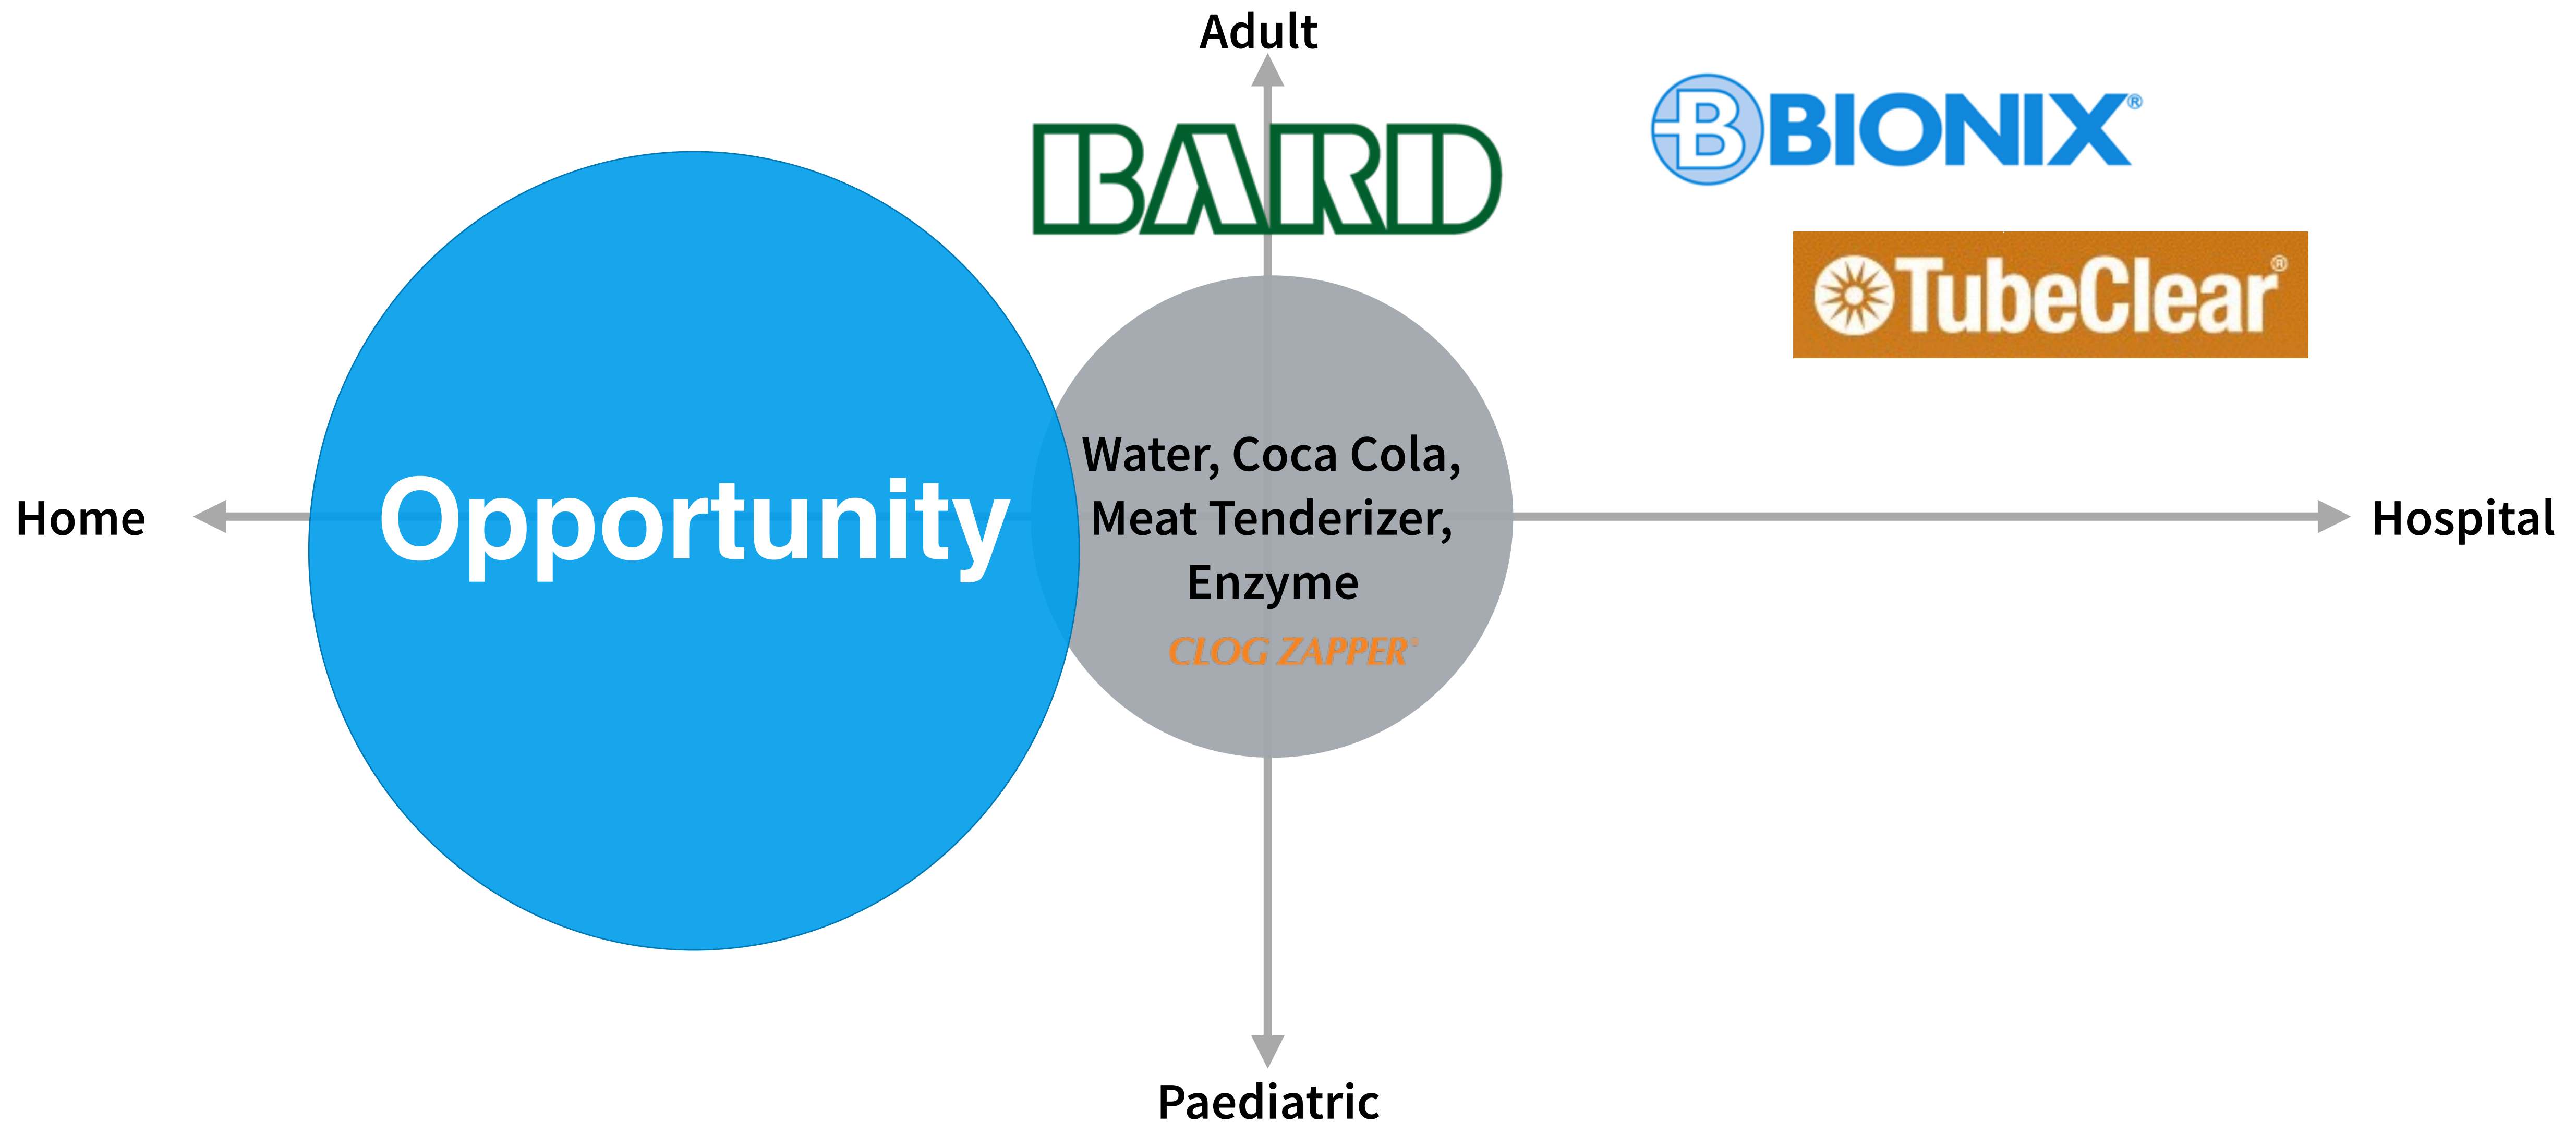 Adult
BARD
B BIONIX®
TubeClear®
Water, Coca Cola,
Home
Opportunity
Meat Tenderizer,
Hospital
Enzyme
CLOG ZAPPER®
Paediatric